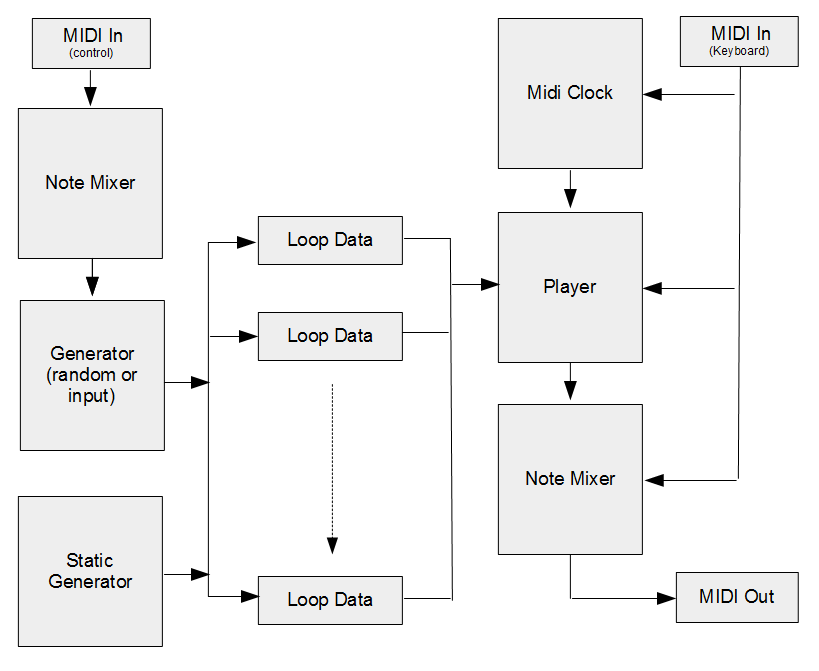 MIDI In
(control)
Note Mixer
Generator
(random or
input)
Static
Generator
Loop Data
Loop Data
Loop Data
Midi Clock
MIDI In
(Keyboard)
Player
Note Mixer
MIDI Out